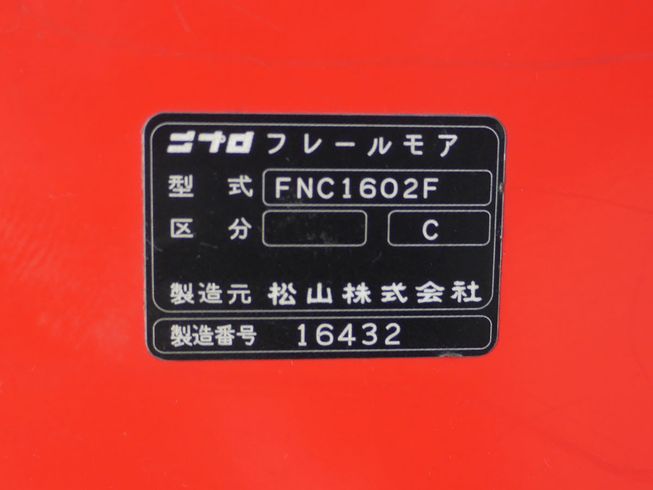 ニプロ フレールモア
型式 FNC1602F
区分 C
製造元 松山株式会社
製造番号 16432